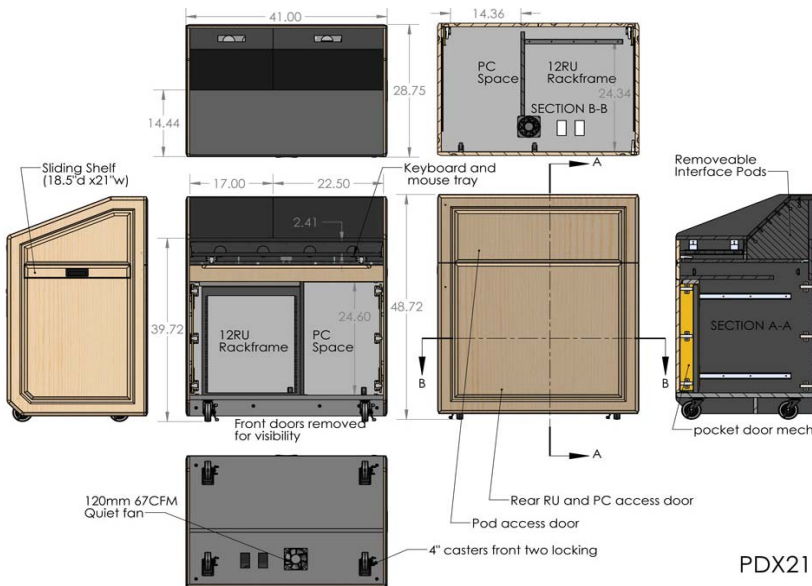 41.00
14.44
28.75
14.36
PC
Space
12RU
Rackframe
24.34
SECTION B-B
A
Sliding Shelf
(18.5"d x21"w)
17.00
22.50
Keyboard and
mouse tray
2.41
39.72
24.60
48.72
12RU
Rackframe
PC
Space
Front doors removed
for visibility
B
B
A
Removeable
Interface Pods
SECTION A-A
pocket door mech
Rear RU and PC access door
Pod access door
120mm 67CFM
Quiet fan
4" casters front two locking
PDX21